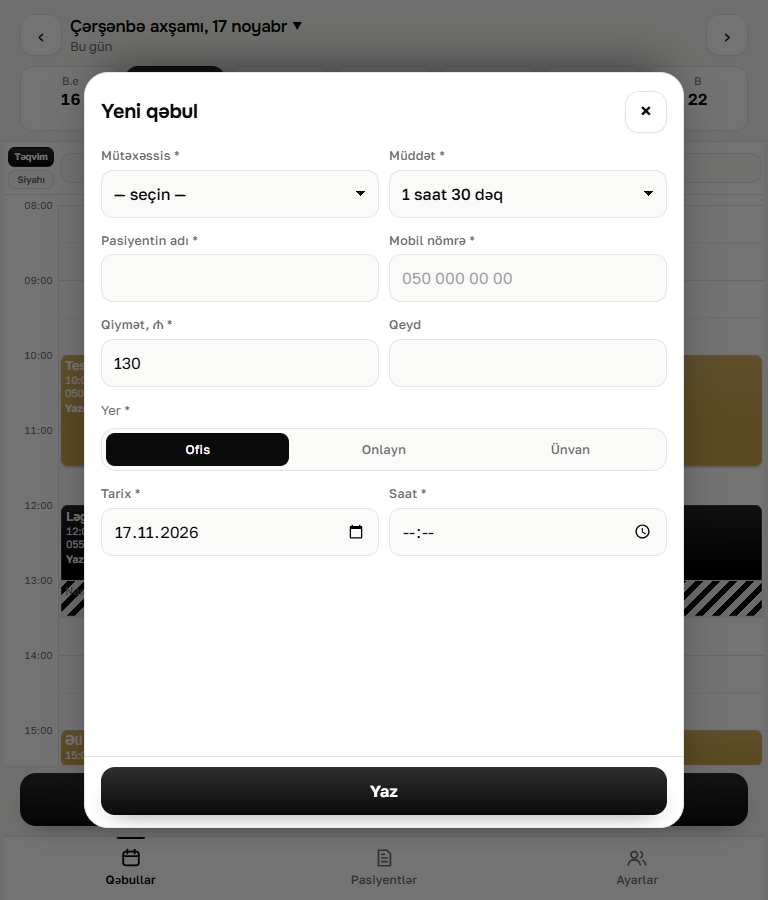 Çərşənbə axşamı, 17 noyabr ▼
Bu gün
B.e
16
B
22
Təqvim
Siyahı
Yeni qəbul
×
Mütəxəssis *
Müddət *
— seçin —
1 saat 30 dəq
Pasiyentin adı *
Mobil nömrə *
050 000 00 00
Qiymət, ₼ *
Qeyd
130
Yer *
Ofis
Onlayn
Ünvan
Tarix *
Saat *
17.11.2026
--:--
Yaz
08:00
09:00
10:00
11:00
12:00
13:00
14:00
15:00
Qəbullar
Pasiyentlər
Ayarlar